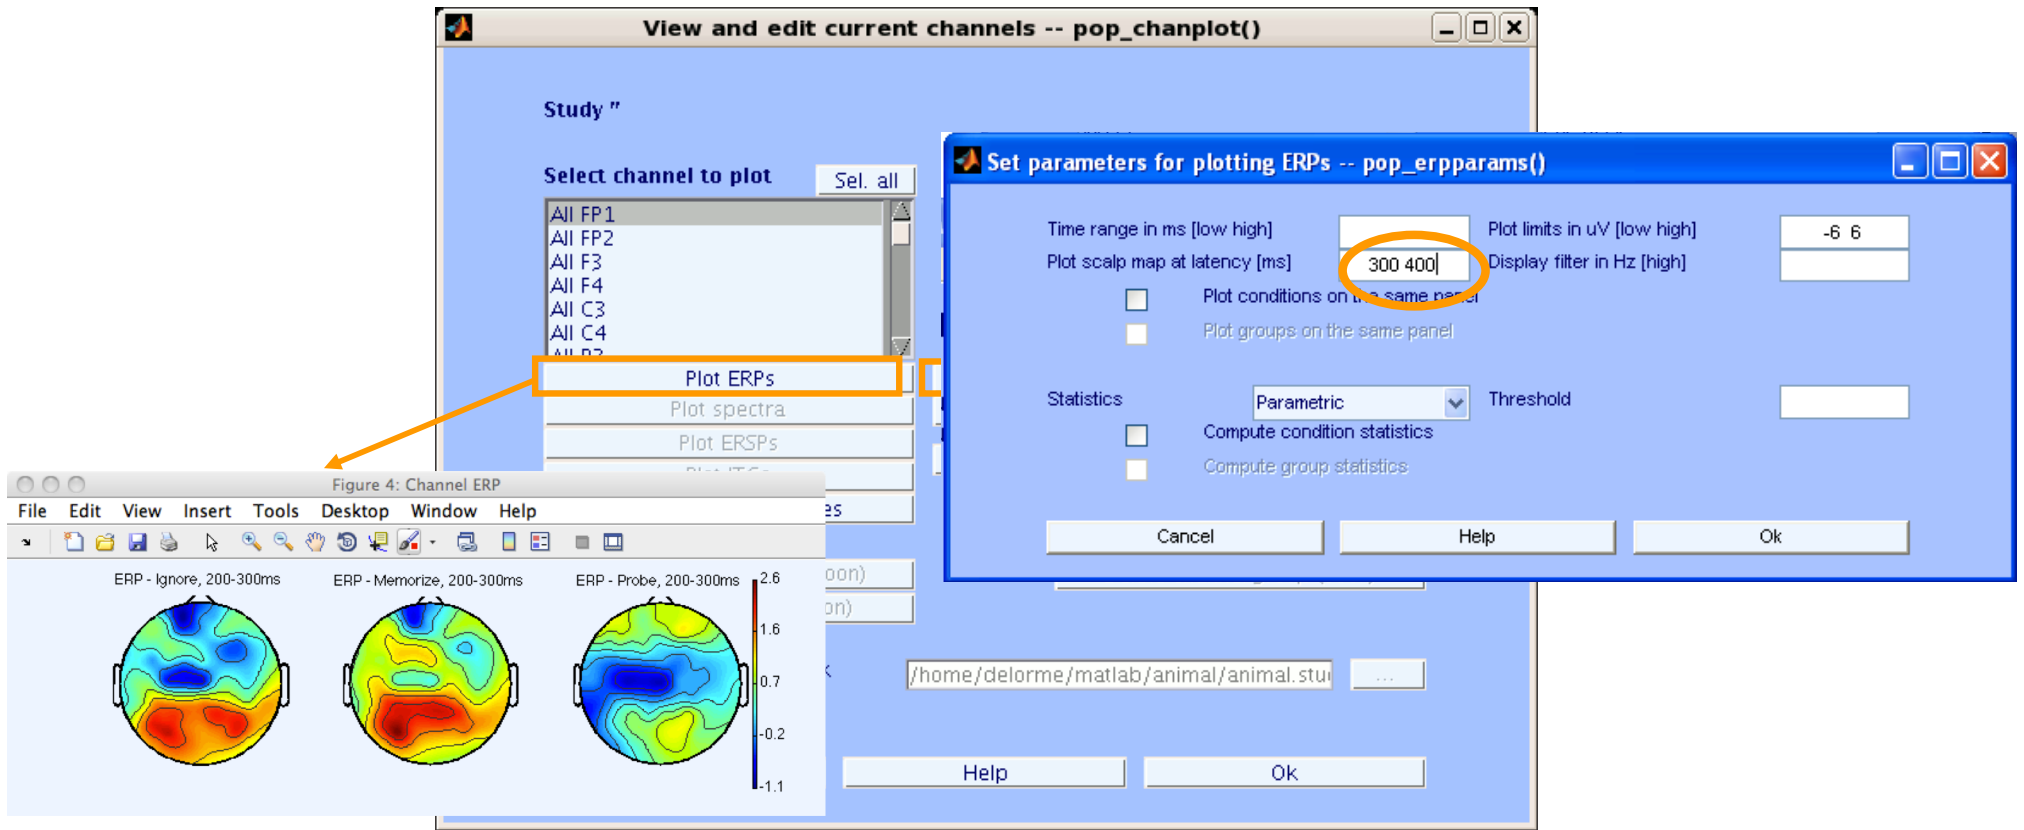 View and edit current channels -- pop_chanplot()
Study ''
Select channel to plot
Sel. all
All FP1
All FP2
All F3
All F4
All C3
All C4
Plot ERPs
Plot spectra
Plot ERSPs
es
oon)
on)
/home/delorme/matlab/animal/animal.stu
...
Help
Ok
Set parameters for plotting ERPs -- pop_erpparams()
Time range in ms [low high]
Plot limits in uV [low high]
-6 6
Plot scalp map at latency [ms]
300 400
Display filter in Hz [high]
Plot conditions on the same panel
Plot groups on the same panel
Statistics
Parametric
Threshold
Compute condition statistics
Compute group statistics
Cancel
Help
Ok
Figure 4: Channel ERP
File Edit View Insert Tools Desktop Window Help
ERP - Ignore, 200-300ms
ERP - Memorize, 200-300ms
ERP - Probe, 200-300ms
2.6
1.6
0.7
-0.2
-1.1